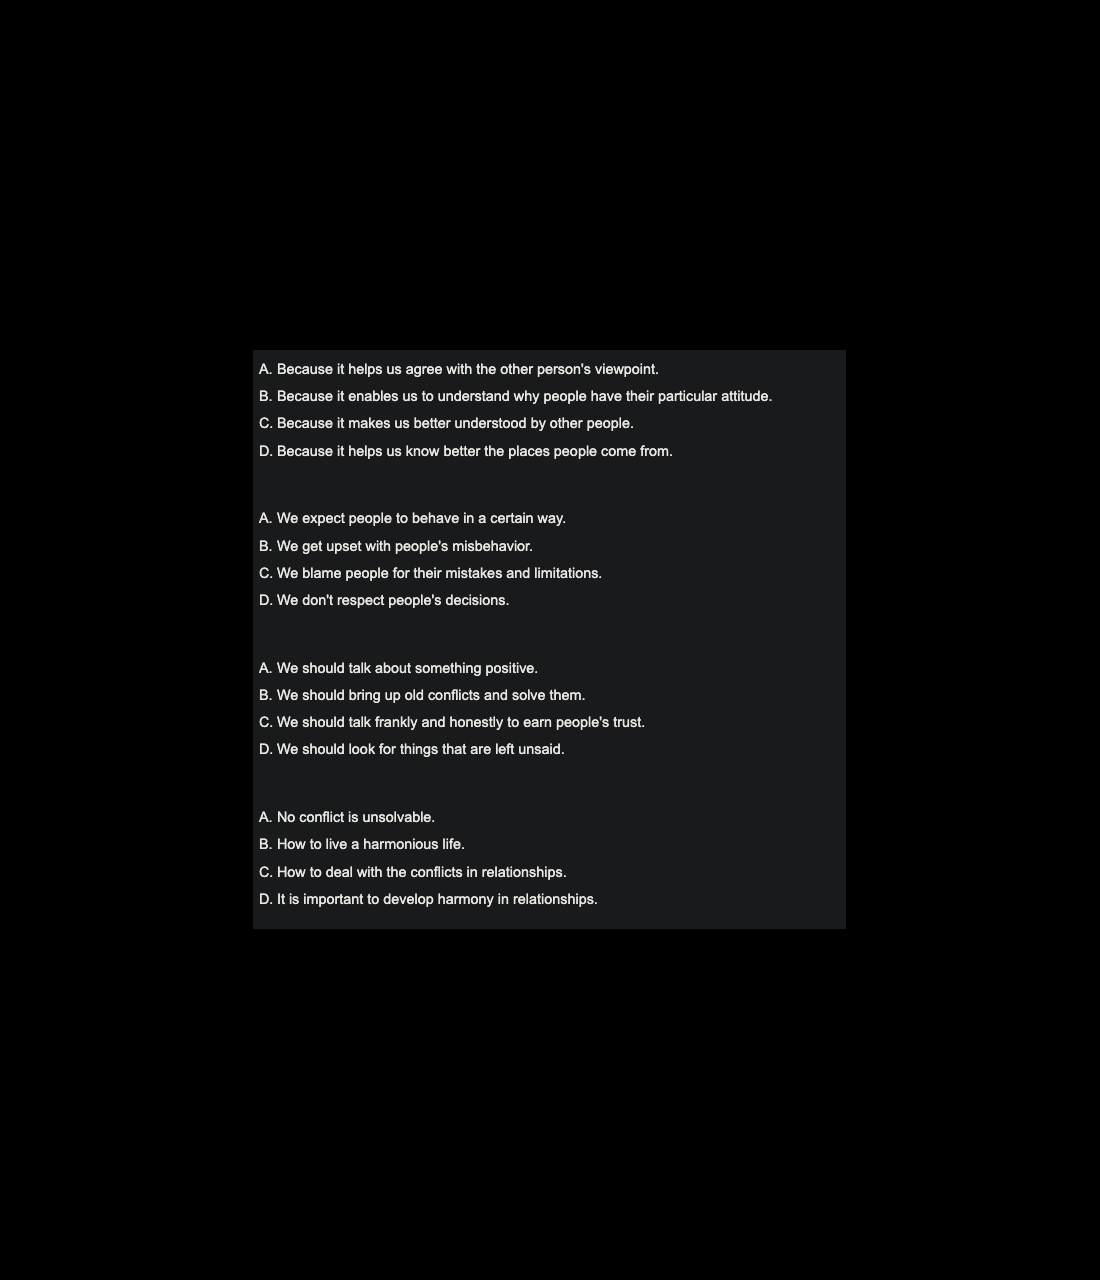 A. Because it helps us agree with the other person's viewpoint.
B. Because it enables us to understand why people have their particular attitude.
C. Because it makes us better understood by other people.
D. Because it helps us know better the places people come from.
A. We expect people to behave in a certain way.
B. We get upset with people's misbehavior.
C. We blame people for their mistakes and limitations.
D. We don't respect people's decisions.
A. We should talk about something positive.
B. We should bring up old conflicts and solve them.
C. We should talk frankly and honestly to earn people's trust.
D. We should look for things that are left unsaid.
A. No conflict is unsolvable.
B. How to live a harmonious life.
C. How to deal with the conflicts in relationships.
D. It is important to develop harmony in relationships.